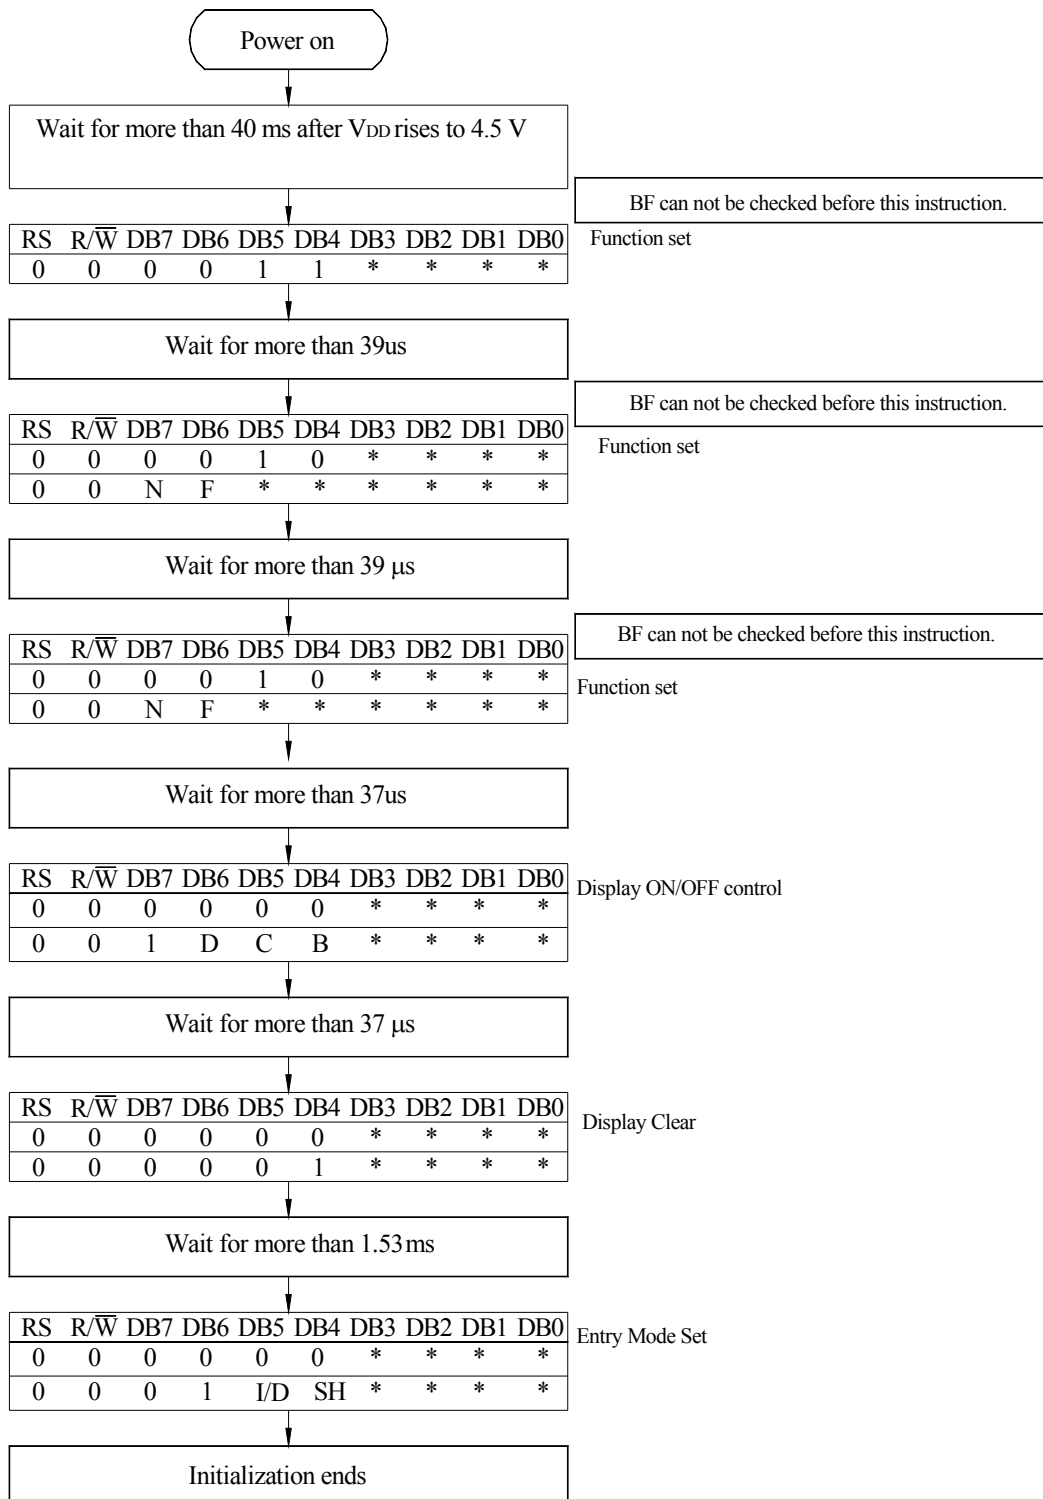 Power on
Wait for more than 40 ms after VDD rises to 4.5 V
BF can not be checked before this instruction.
RS R/W̅ DB7 DB6 DB5 DB4 DB3 DB2 DB1 DB0
Function set
0 0 0 0 1 1 * * * *
Wait for more than 39us
BF can not be checked before this instruction.
RS R/W̅ DB7 DB6 DB5 DB4 DB3 DB2 DB1 DB0
Function set
0 0 0 0 1 0 * * * *
0 0 N F * * * * * *
Wait for more than 39 μs
BF can not be checked before this instruction.
RS R/W̅ DB7 DB6 DB5 DB4 DB3 DB2 DB1 DB0
0 0 0 0 1 0 * * * *
Function set
0 0 N F * * * * * *
Wait for more than 37us
RS R/W̅ DB7 DB6 DB5 DB4 DB3 DB2 DB1 DB0
Display ON/OFF control
0 0 0 0 0 0 * * * *
0 0 1 D C B * * * *
Wait for more than 37 μs
RS R/W̅ DB7 DB6 DB5 DB4 DB3 DB2 DB1 DB0
Display Clear
0 0 0 0 0 0 * * * *
0 0 0 0 0 1 * * * *
Wait for more than 1.53ms
RS R/W̅ DB7 DB6 DB5 DB4 DB3 DB2 DB1 DB0
Entry Mode Set
0 0 0 0 0 0 * * * *
0 0 0 1 I/D SH * * * *
Initialization ends